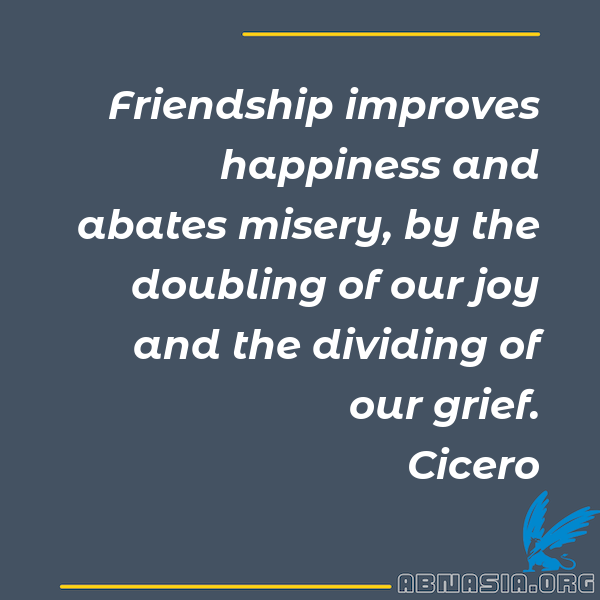 Friendship improves
happiness and
abates misery, by the
doubling of our joy
and the dividing of
our grief.
Cicero
ABNASIA.ORG